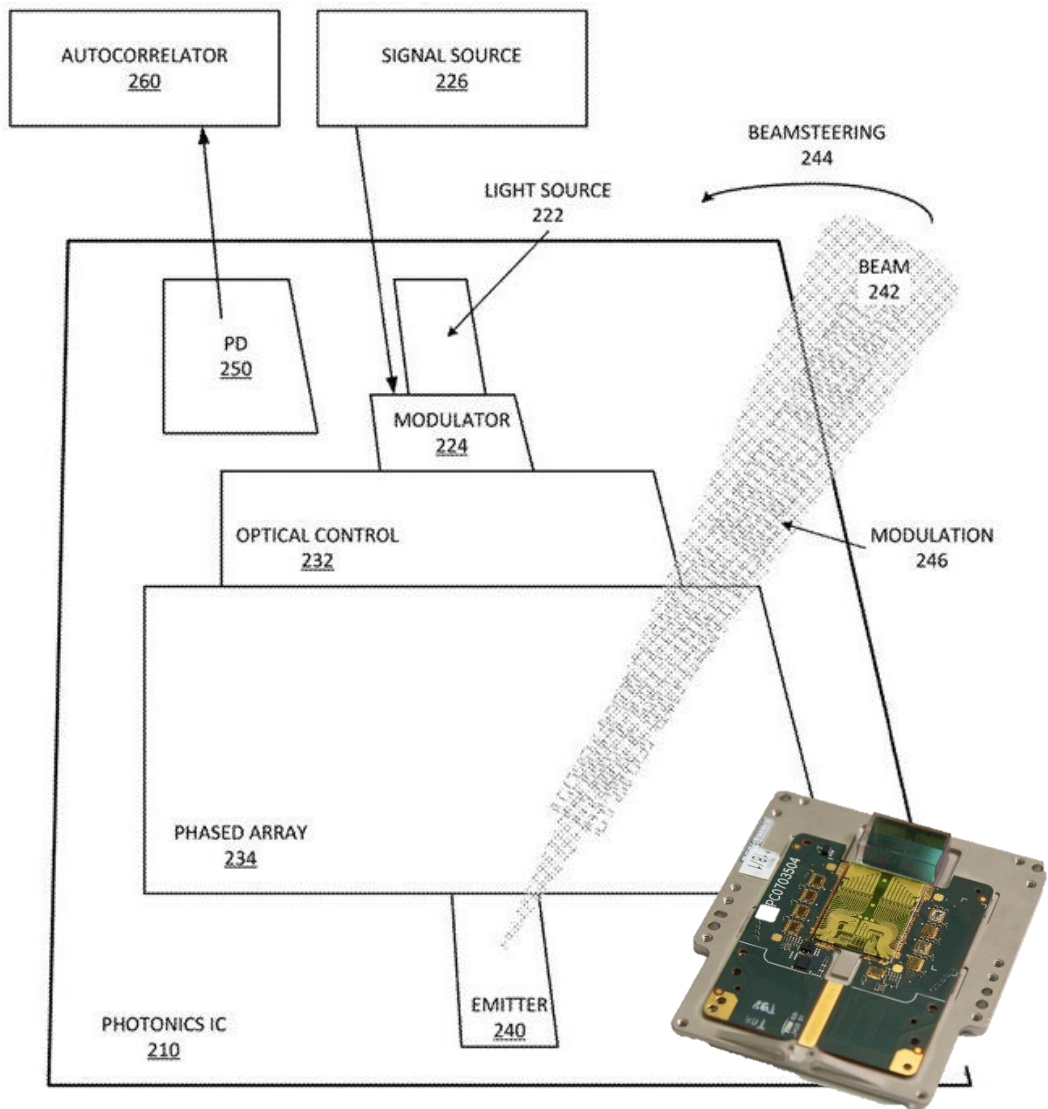 AUTOCORRELATOR
260
SIGNAL SOURCE
226
BEAMSTEERING
244
LIGHT SOURCE
222
BEAM
242
PD
250
MODULATOR
224
OPTICAL CONTROL
232
MODULATION
246
PHASED ARRAY
234
EMITTER
240
PHOTONICS IC
210
PC0703504